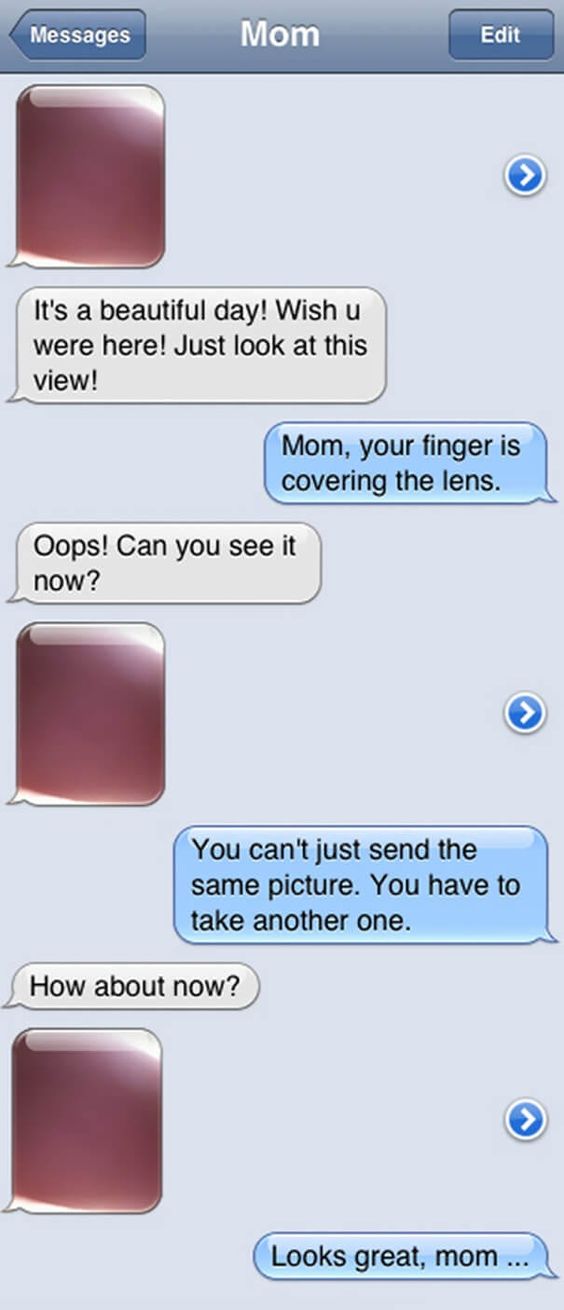 Messages
Mom
Edit
It's a beautiful day! Wish u
were here! Just look at this
view!
Mom, your finger is
covering the lens.
Oops! Can you see it
now?
You can't just send the
same picture. You have to
take another one.
How about now?
Looks great, mom ...